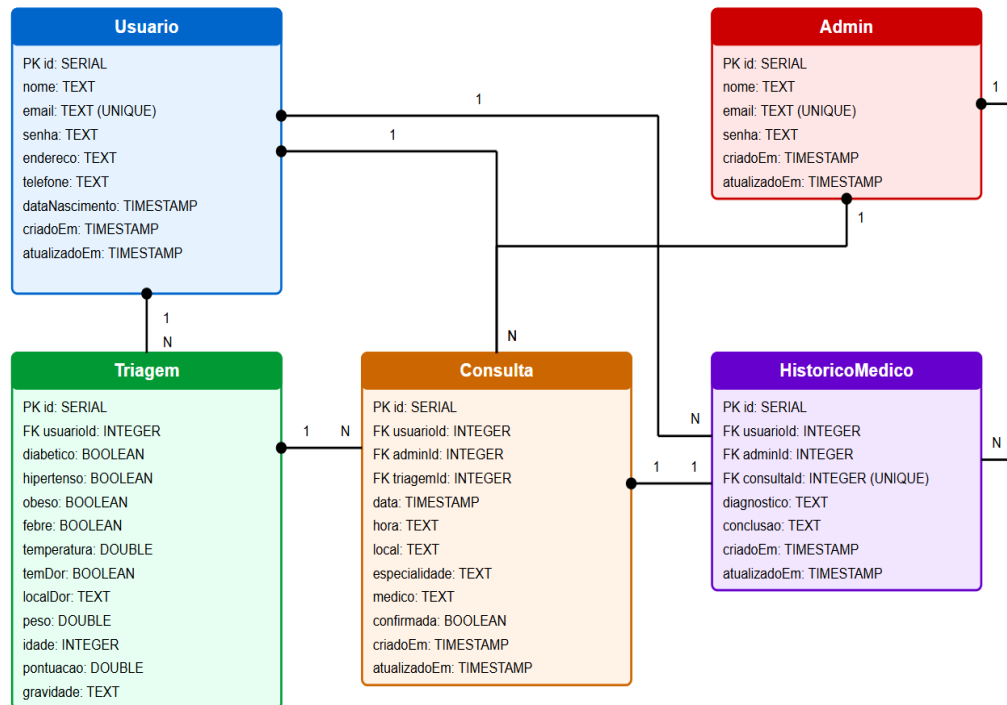 Usuario
PK id: SERIAL
nome: TEXT
email: TEXT (UNIQUE)
senha: TEXT
endereco: TEXT
telefone: TEXT
dataNascimento: TIMESTAMP
criadoEm: TIMESTAMP
atualizadoEm: TIMESTAMP
Admin
PK id: SERIAL
nome: TEXT
email: TEXT (UNIQUE)
senha: TEXT
criadoEm: TIMESTAMP
atualizadoEm: TIMESTAMP
1
1
1
1
1
N
N
Triagem
PK id: SERIAL
FK usuarioId: INTEGER
diabetico: BOOLEAN
hipertenso: BOOLEAN
obeso: BOOLEAN
febre: BOOLEAN
temperatura: DOUBLE
temDor: BOOLEAN
localDor: TEXT
peso: DOUBLE
idade: INTEGER
pontuacao: DOUBLE
gravidade: TEXT
1
N
Consulta
PK id: SERIAL
FK usuarioId: INTEGER
FK adminId: INTEGER
FK triagemId: INTEGER
data: TIMESTAMP
hora: TEXT
local: TEXT
especialidade: TEXT
medico: TEXT
confirmada: BOOLEAN
criadoEm: TIMESTAMP
atualizadoEm: TIMESTAMP
N
1
1
HistoricoMedico
PK id: SERIAL
FK usuarioId: INTEGER
FK adminId: INTEGER
FK consultaId: INTEGER (UNIQUE)
diagnostico: TEXT
conclusao: TEXT
criadoEm: TIMESTAMP
atualizadoEm: TIMESTAMP
N